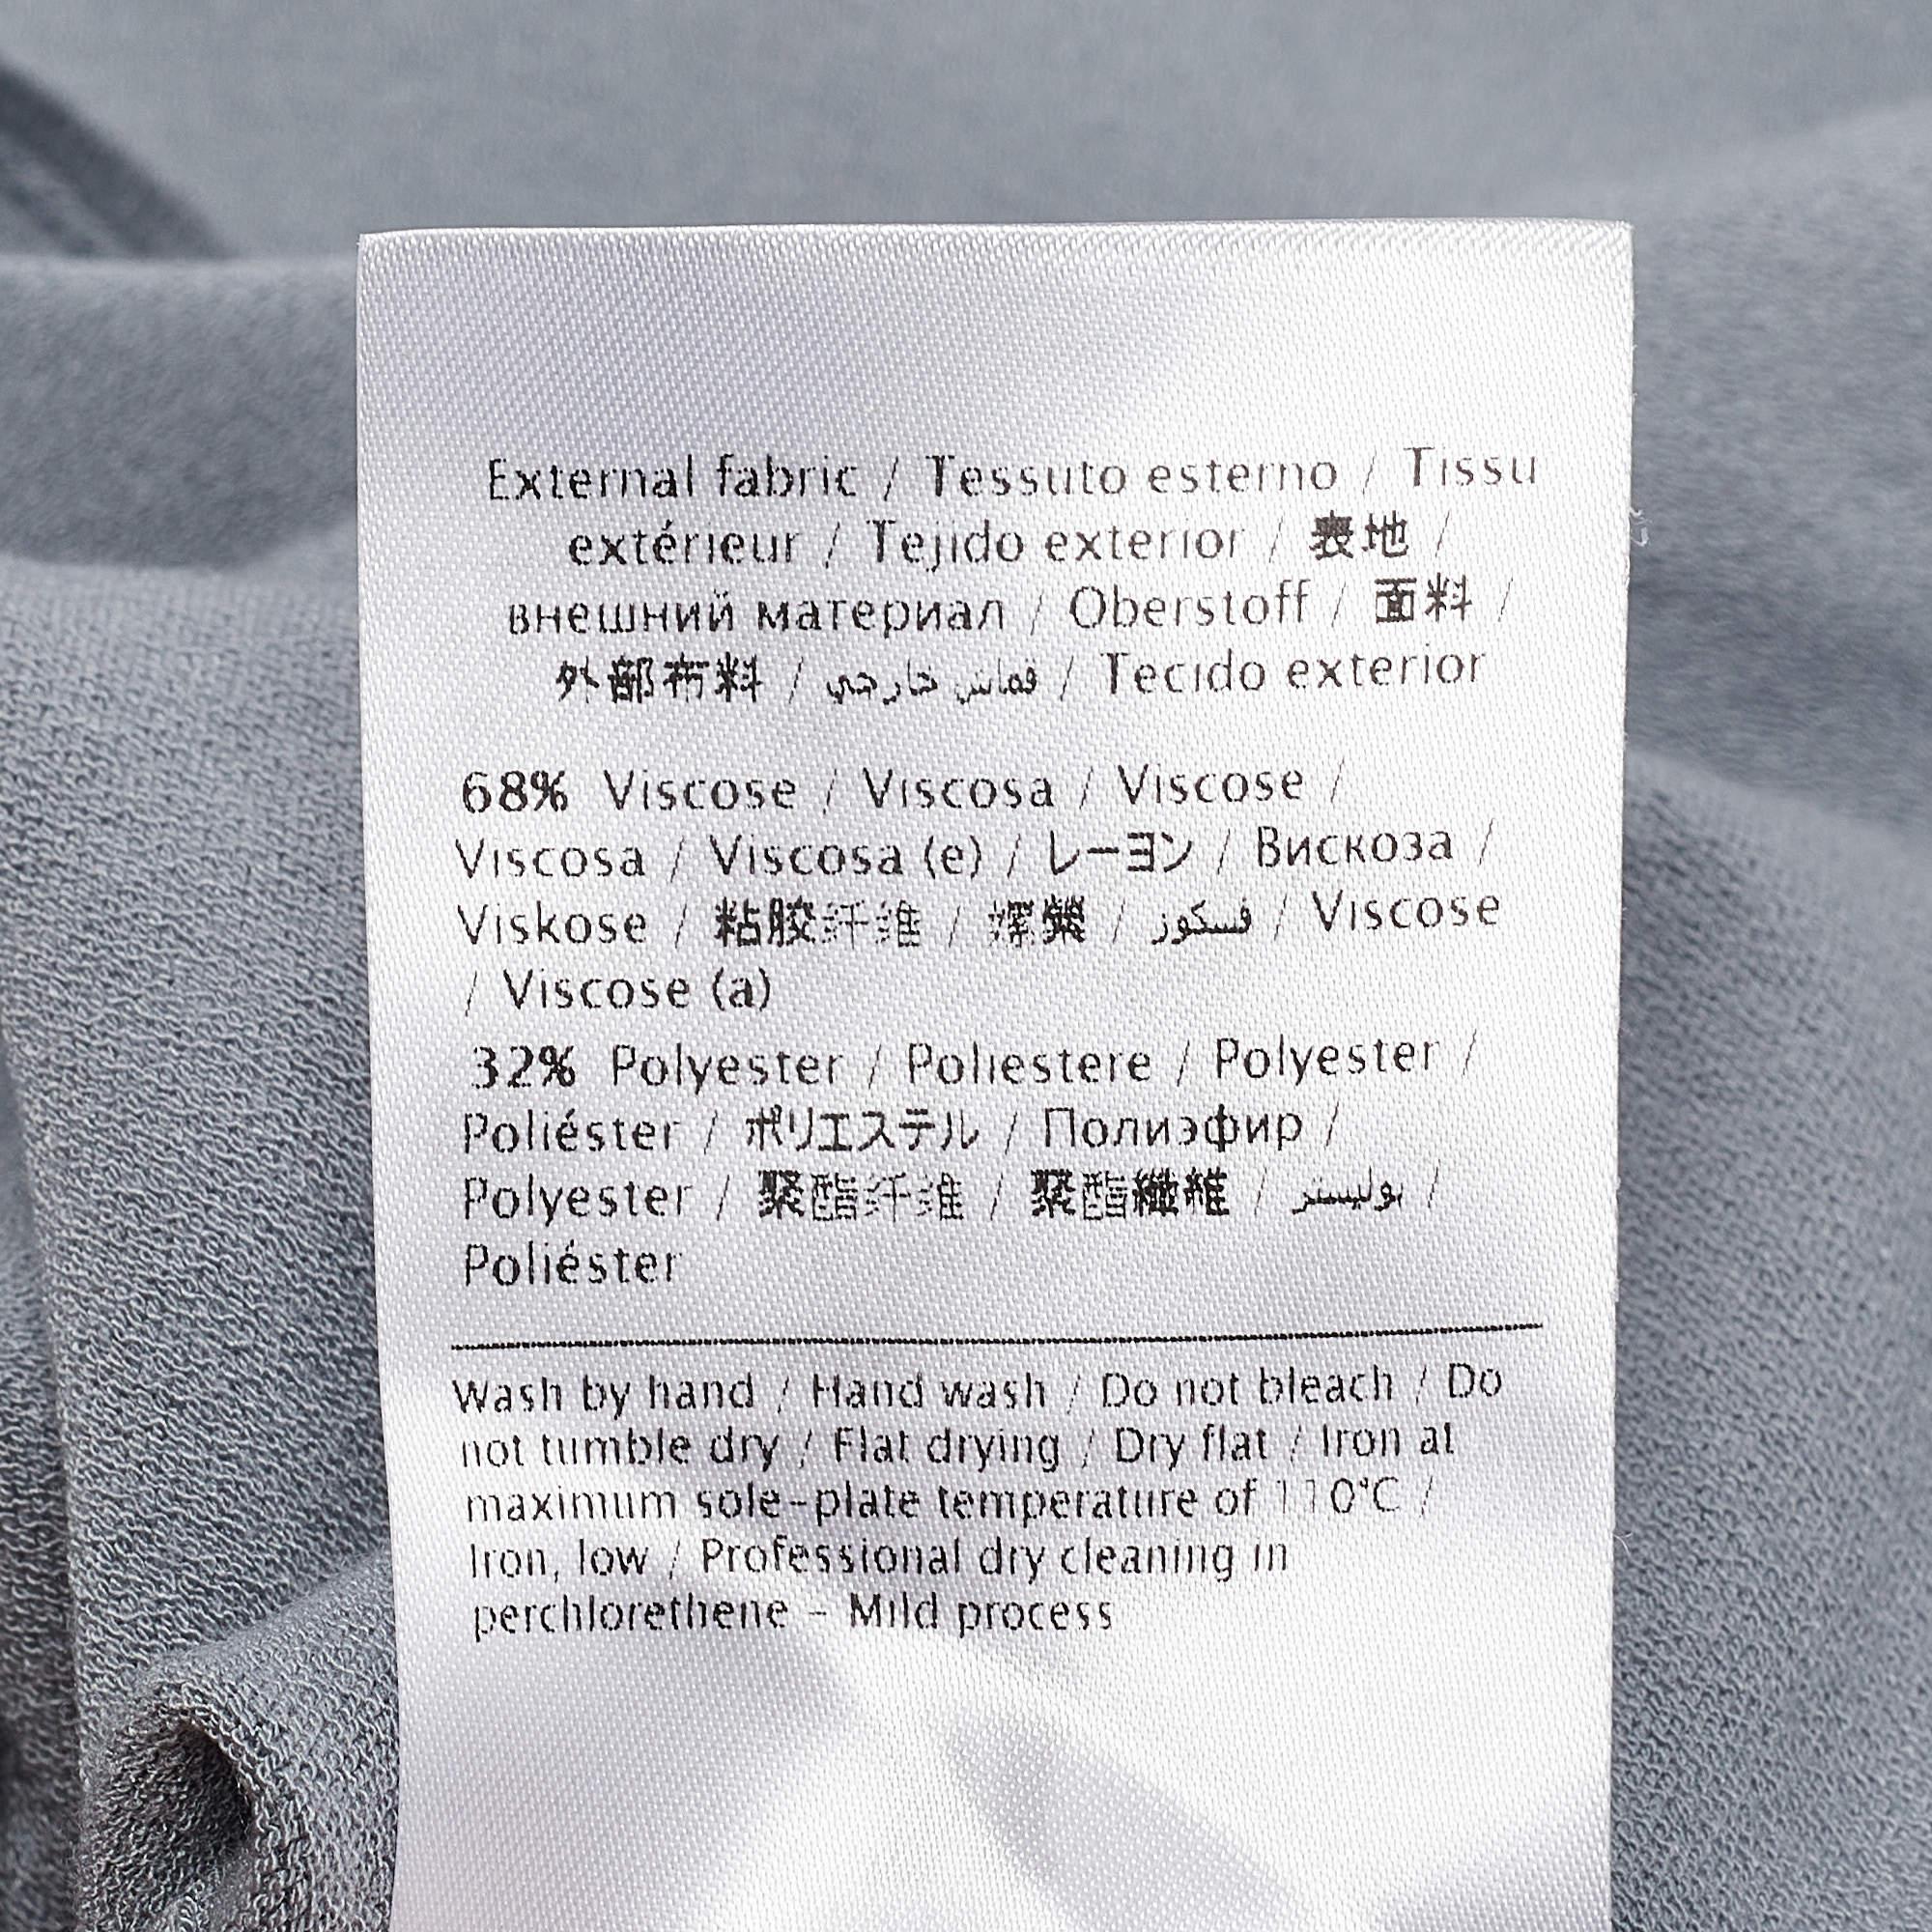 External fabric / Tessuto esterno / Tissu
extérieur / Tejido exterior / 表地 /
внешний материал / Oberstoff / 面料 /
外部布料 / قماش خارجي / Tecido exterior
68% Viscose / Viscosa / Viscose /
Viscosa / Viscosa (e) / レーヨン / Вискоза /
Viskose / 粘胶纤维 / 嫘縈 / فسكوز / Viscose
/ Viscose (a)
32% Polyester / Poliestere / Polyester /
Poliéster / ポリエステル / Полиэфир /
Polyester / 聚酯纤维 / 聚酯纖維 / بوليستر /
Poliéster
Wash by hand / Hand wash / Do not bleach / Do
not tumble dry / Flat drying / Dry flat / Iron at
maximum sole-plate temperature of 110°C /
Iron, low / Professional dry cleaning in
perchlorethene - Mild process